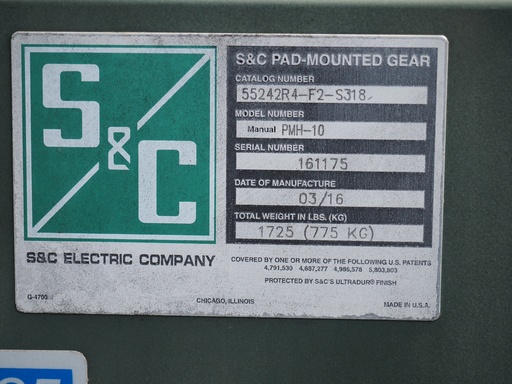 S&C
S&C ELECTRIC COMPANY
S&C PAD-MOUNTED GEAR
CATALOG NUMBER
55242R4-F2-S318
MODEL NUMBER
Manual PMH-10
SERIAL NUMBER
161175
DATE OF MANUFACTURE
03/16
TOTAL WEIGHT IN LBS. (KG)
1725 (775 KG)
COVERED BY ONE OR MORE OF THE FOLLOWING U.S. PATENTS
4,791,530 4,887,277 4,986,578 5,803,803
PROTECTED BY S&C'S ULTRADUR® FINISH
G-4700
CHICAGO, ILLINOIS
MADE IN U.S.A.